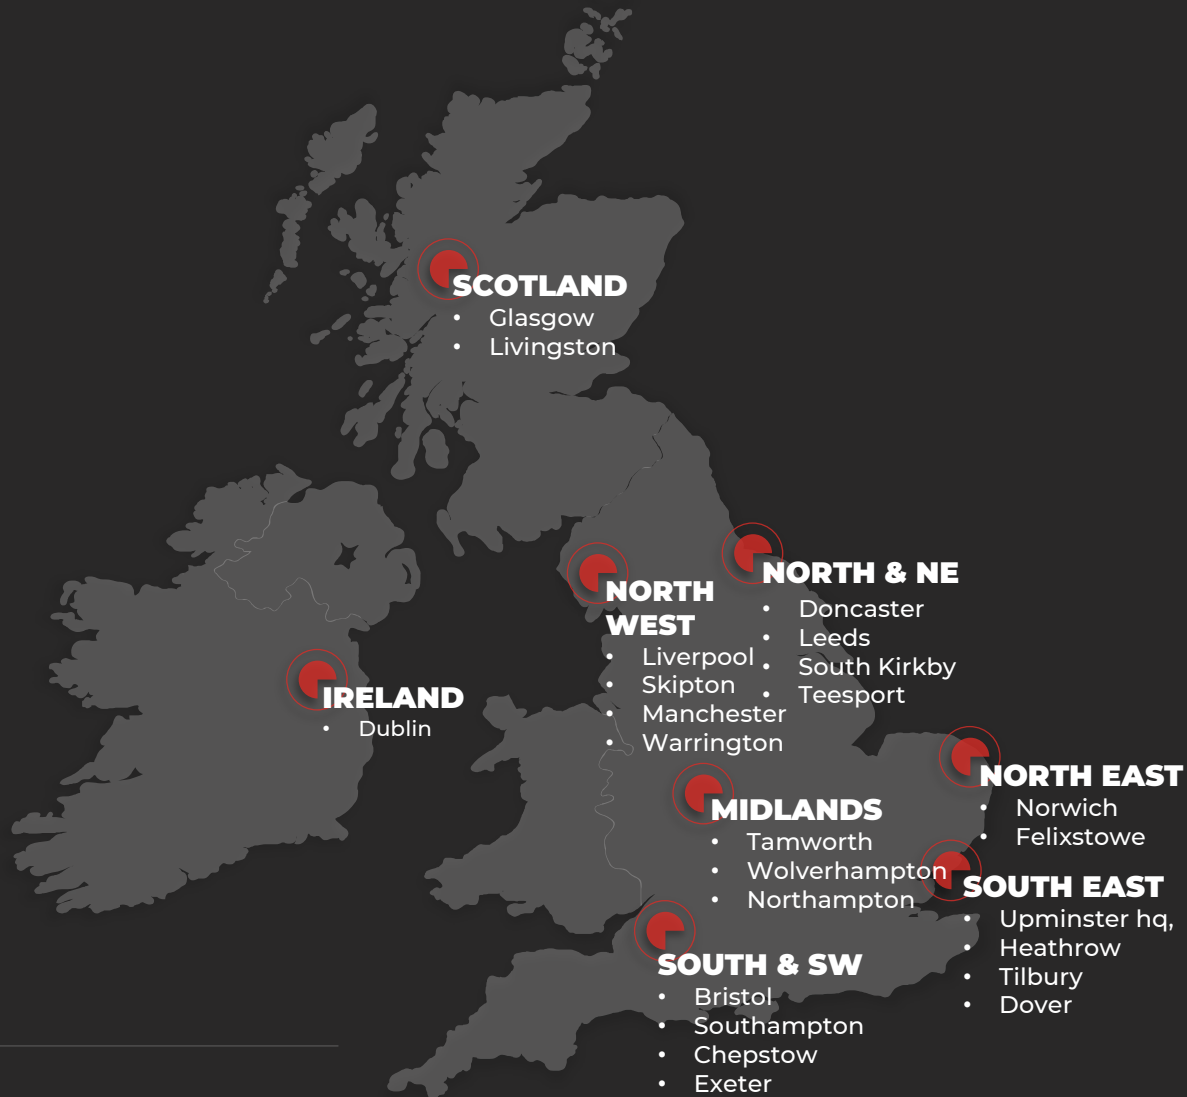 SCOTLAND
• Glasgow
• Livingston
NORTH & NE
• Doncaster
• Leeds
• South Kirkby
• Teesport
NORTH
WEST
• Liverpool
• Skipton
• Manchester
• Warrington
IRELAND
• Dublin
NORTH EAST
• Norwich
• Felixstowe
MIDLANDS
• Tamworth
• Wolverhampton
• Northampton
SOUTH EAST
• Upminster hq,
• Heathrow
• Tilbury
• Dover
SOUTH & SW
• Bristol
• Southampton
• Chepstow
• Exeter